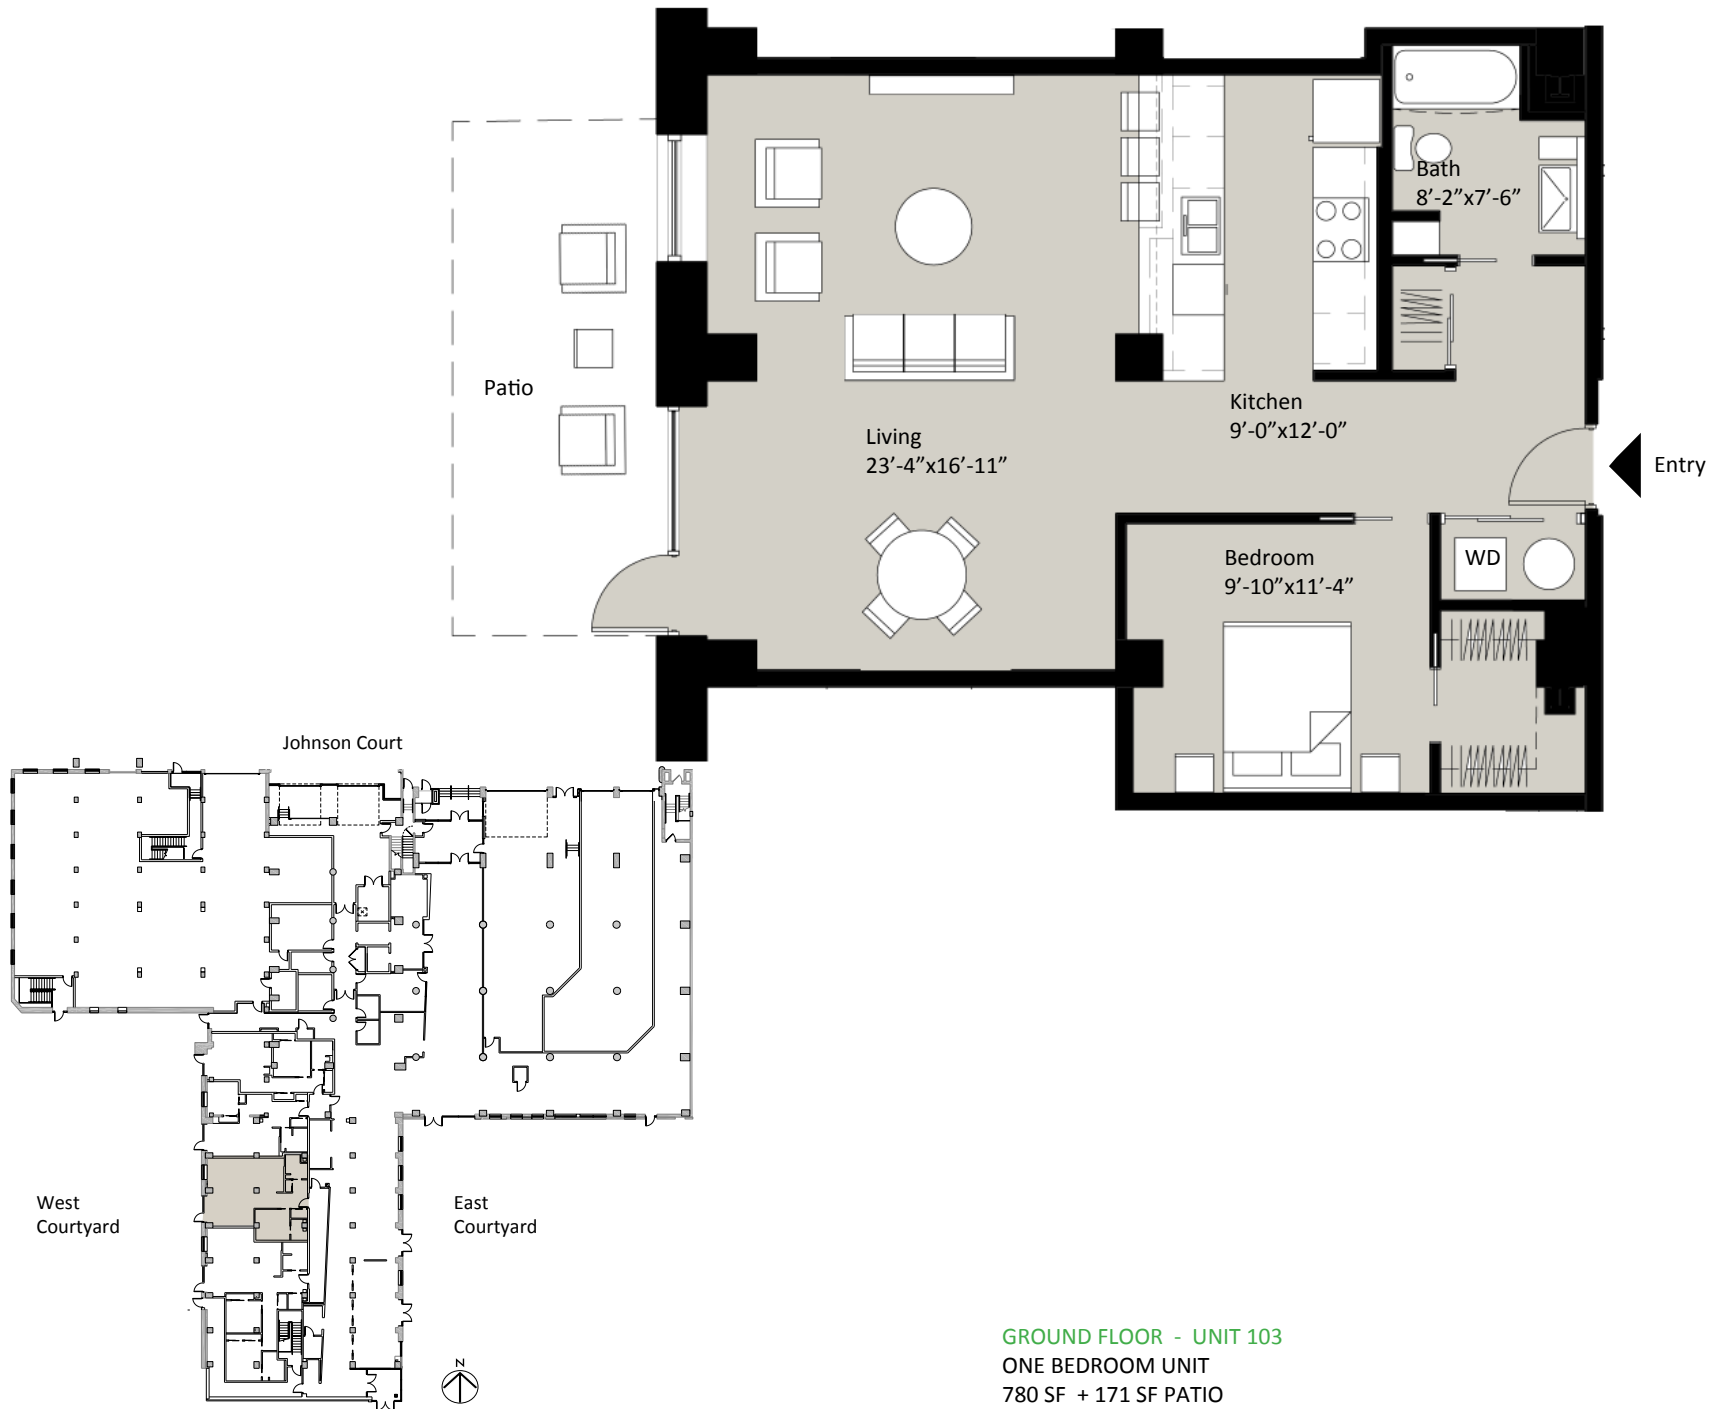 Bath
8’-2”x7’-6”
Patio
Kitchen
9’-0”x12’-0”
Living
23’-4”x16’-11”
Entry
Bedroom
9’-10”x11’-4”
WD
Johnson Court
West
Courtyard
East
Courtyard
N
GROUND FLOOR - UNIT 103
ONE BEDROOM UNIT
780 SF + 171 SF PATIO